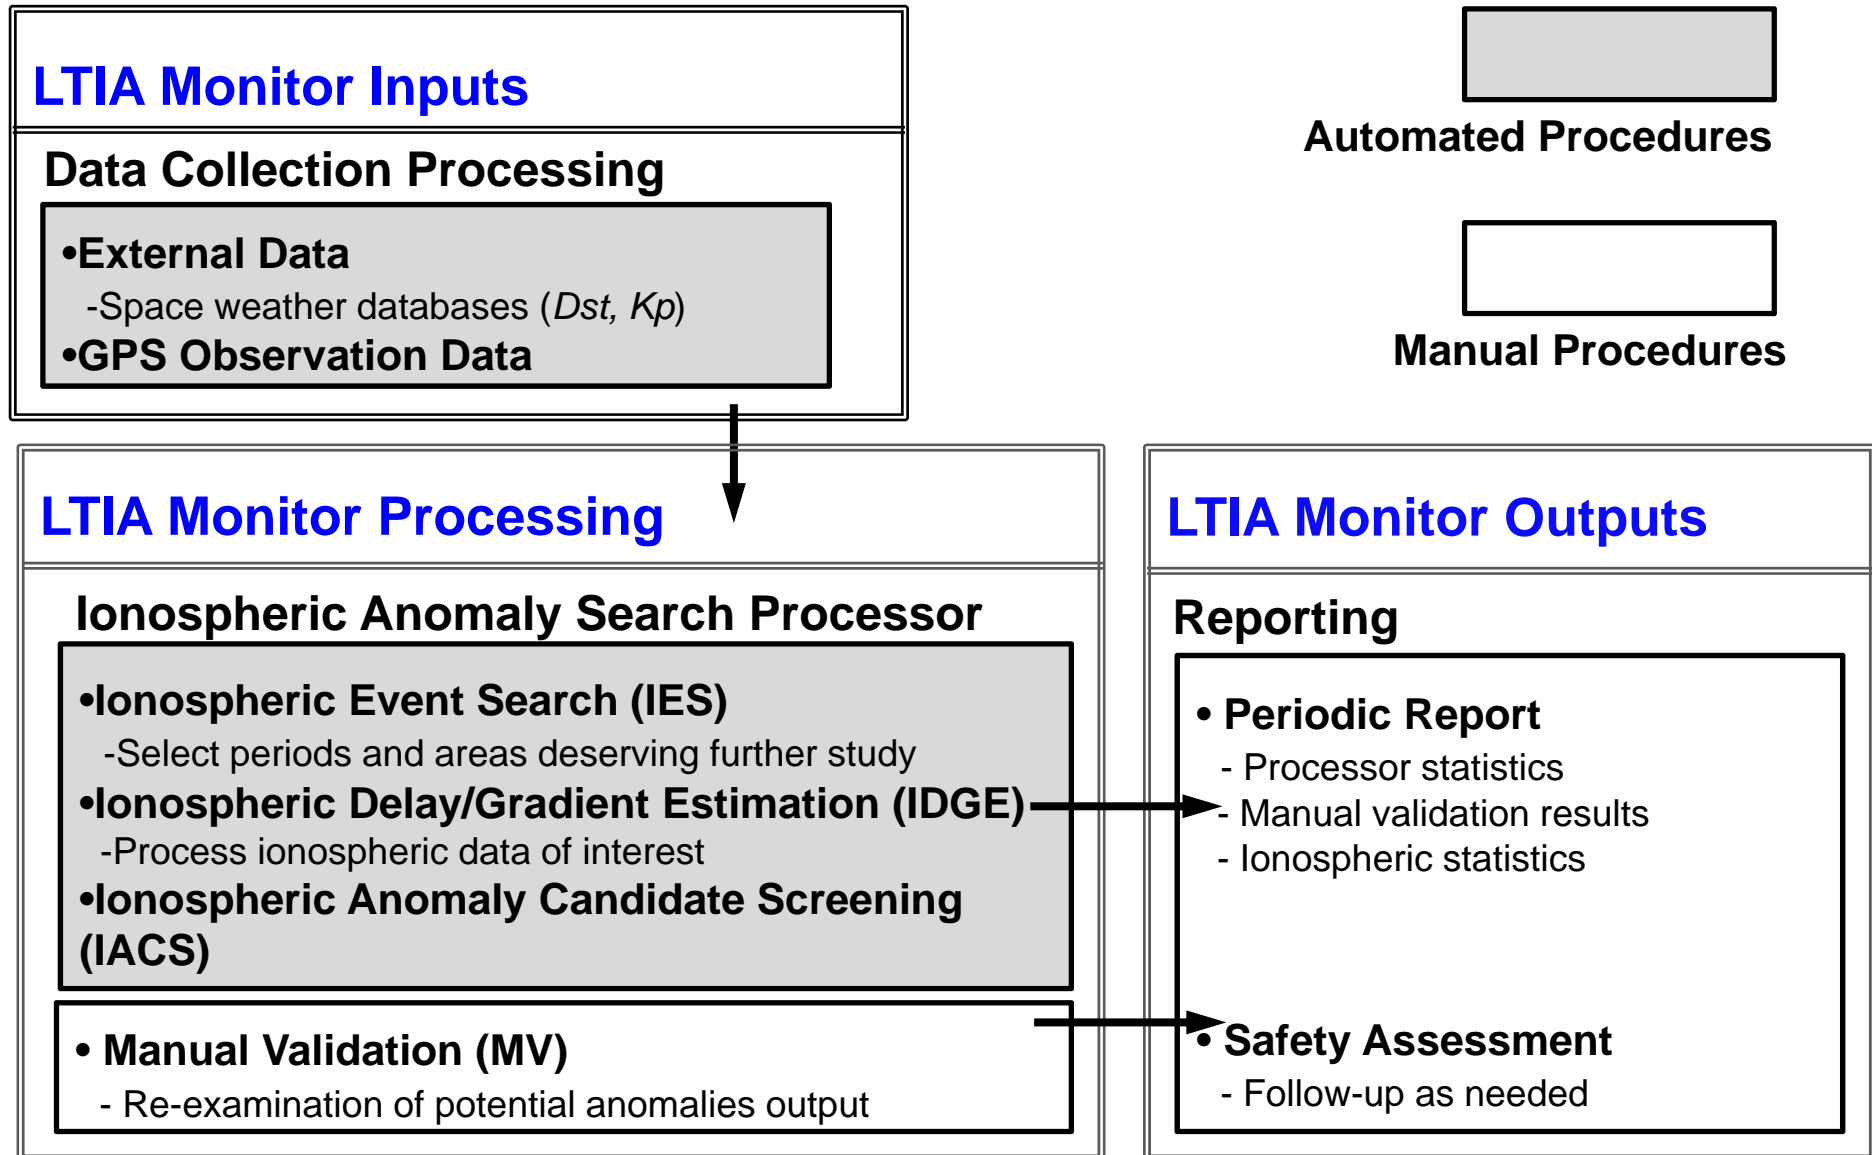 LTIA Monitor Inputs
Data Collection Processing
•External Data
-Space weather databases (Dst, Kp)
•GPS Observation Data
Automated Procedures
Manual Procedures
LTIA Monitor Processing
Ionospheric Anomaly Search Processor
•Ionospheric Event Search (IES)
-Select periods and areas deserving further study
•Ionospheric Delay/Gradient Estimation (IDGE)
-Process ionospheric data of interest
•Ionospheric Anomaly Candidate Screening
(IACS)
• Manual Validation (MV)
- Re-examination of potential anomalies output
LTIA Monitor Outputs
Reporting
• Periodic Report
- Processor statistics
- Manual validation results
- Ionospheric statistics
• Safety Assessment
- Follow-up as needed